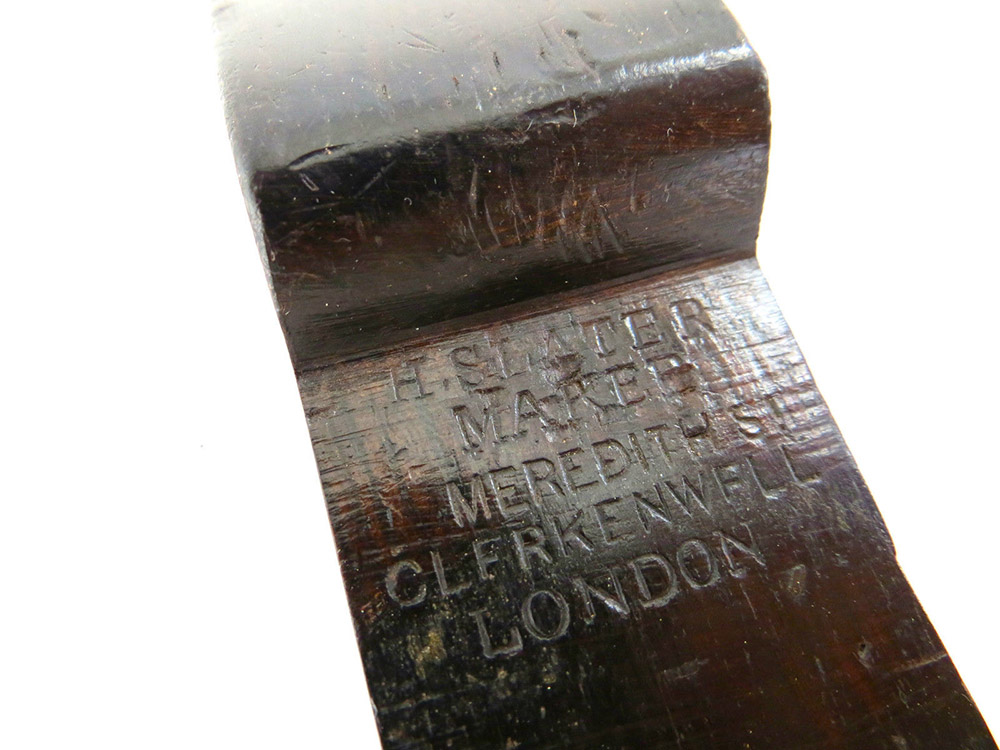 H. SLATER
MAKER
MEREDITH ST
CLERKENWELL
LONDON